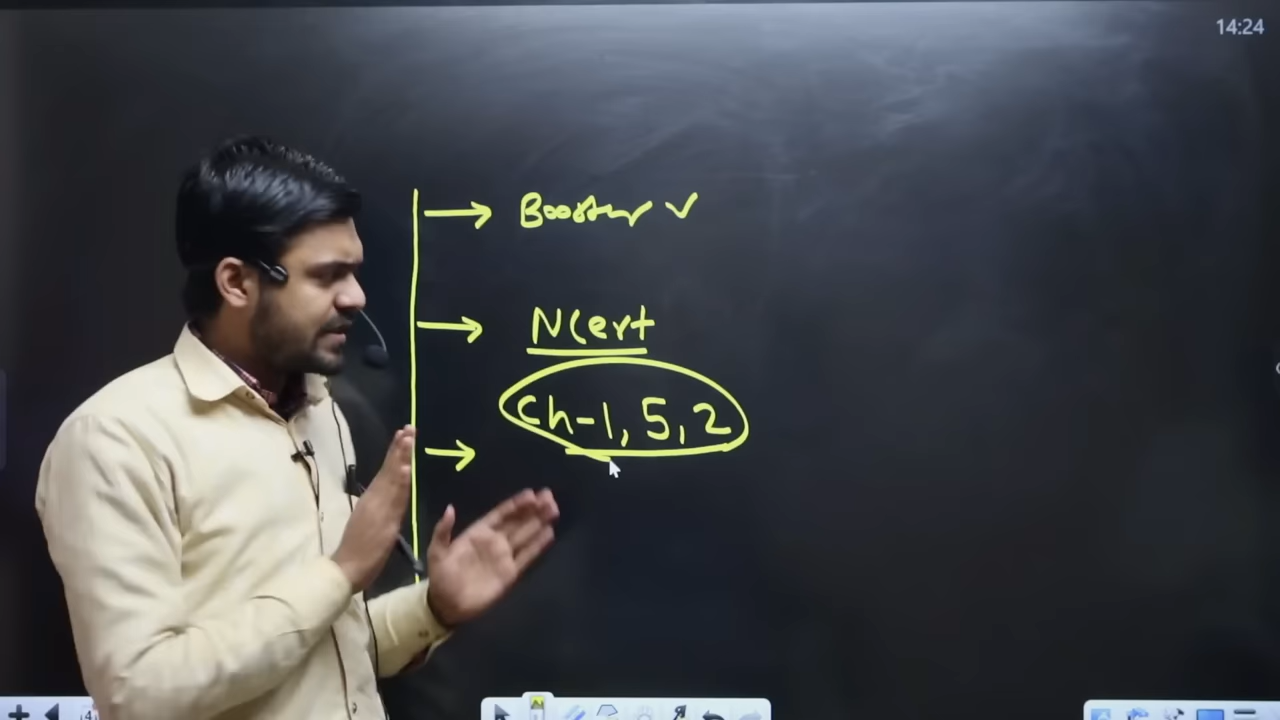 14:24
→ Booster ✓
→ NCert
Ch-1, 5, 2
→